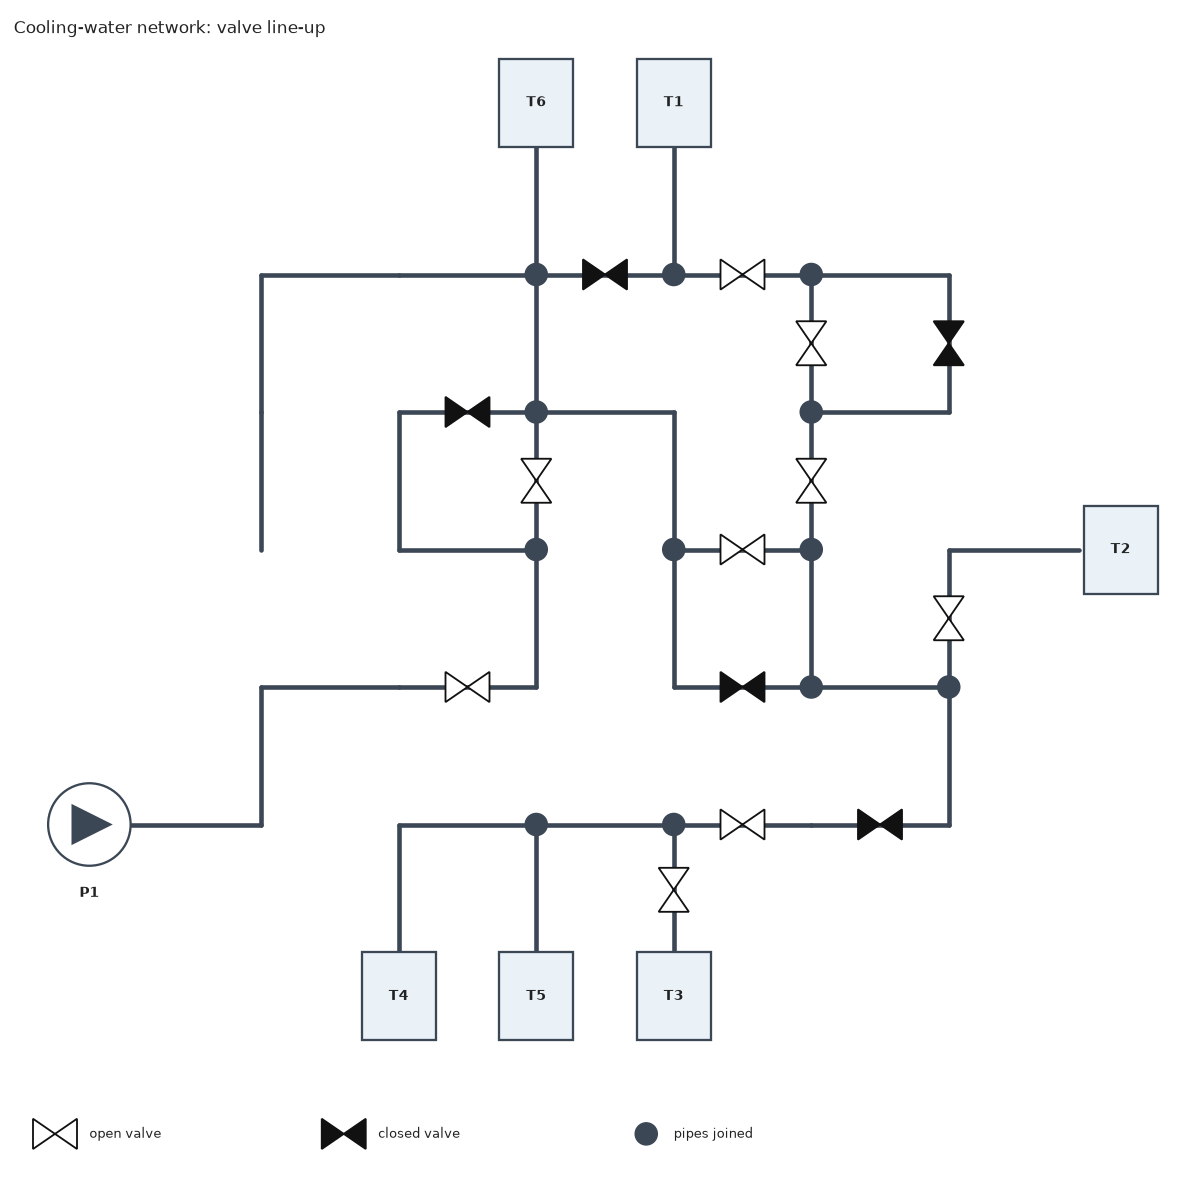 Cooling-water network: valve line-up
T6
T1
T2
P1
T4
T5
T3
open valve
closed valve
pipes joined